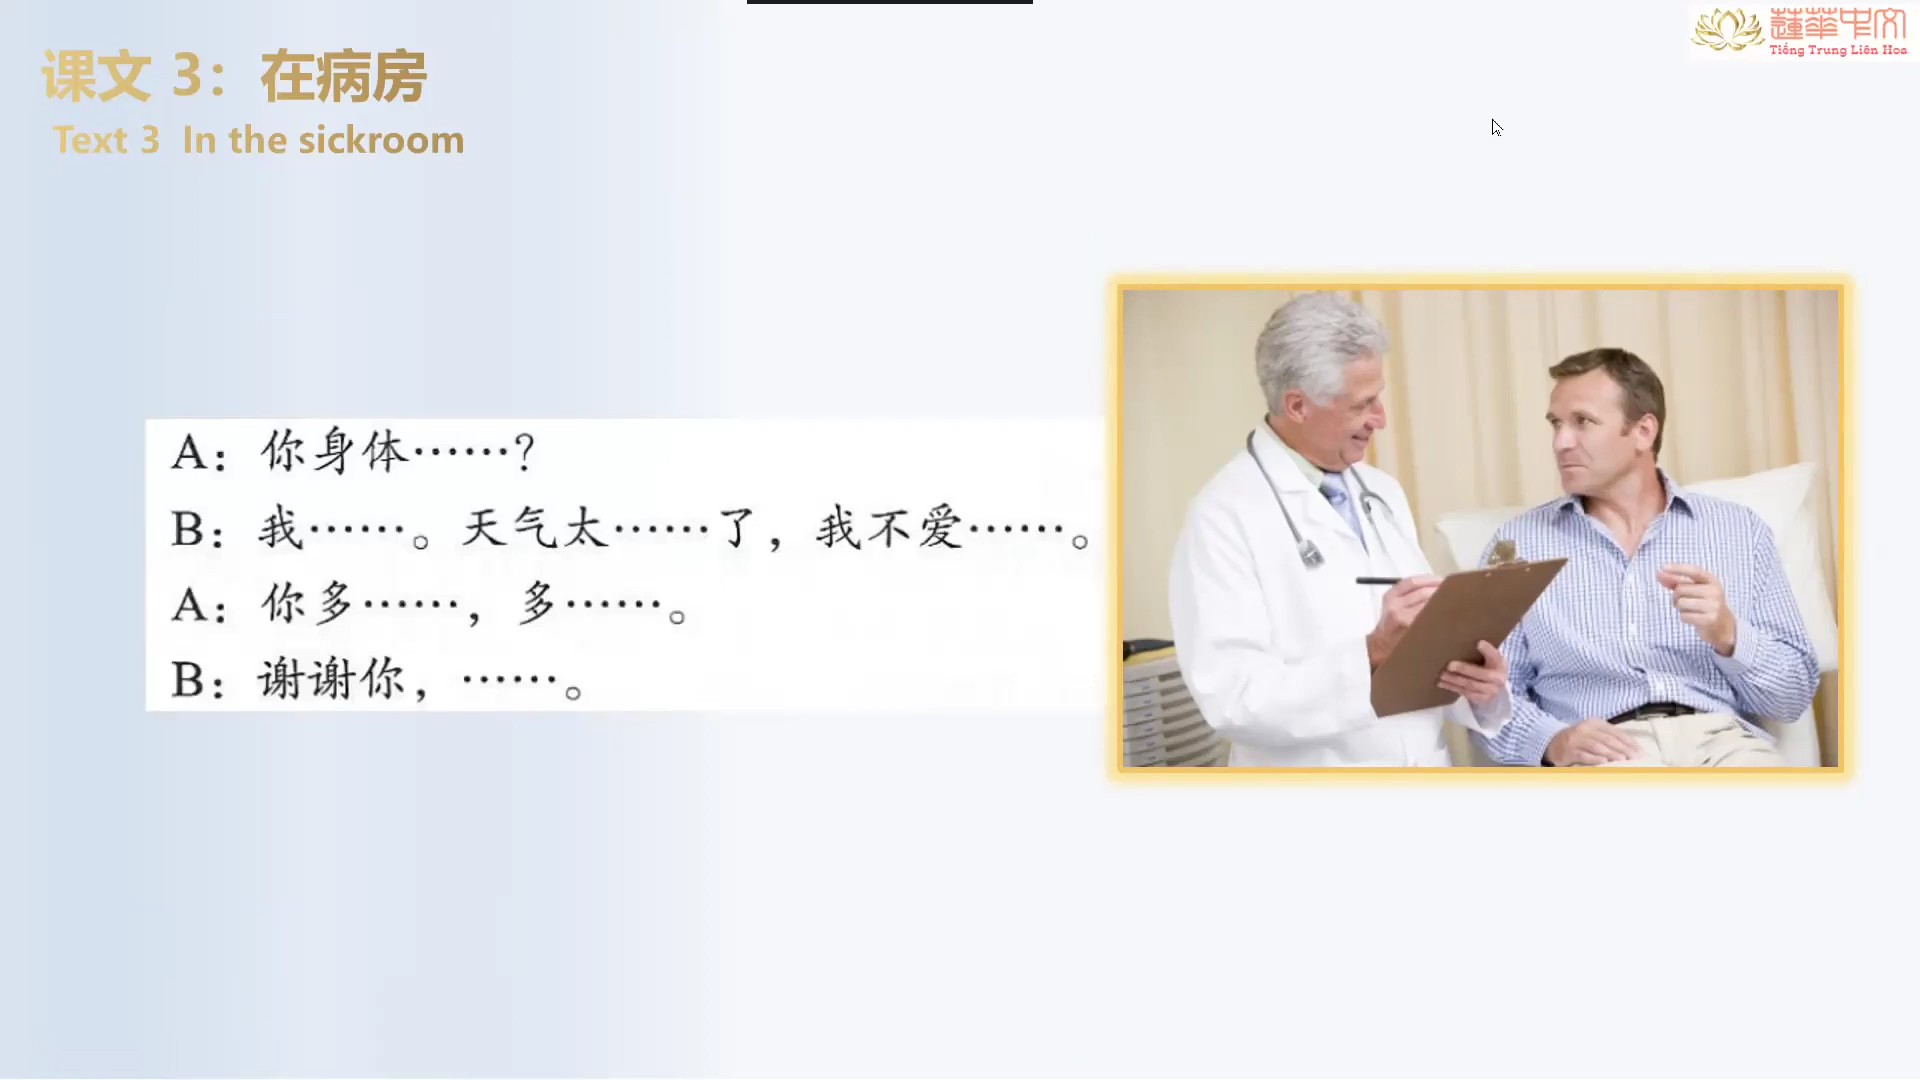 课文 3：在病房
Text 3 In the sickroom
蓮華中文
Tiếng Trung Liên Hoa
A：你身体……？
B：我……。天气太……了，我不爱……。
A：你多……，多……。
B：谢谢你，……。